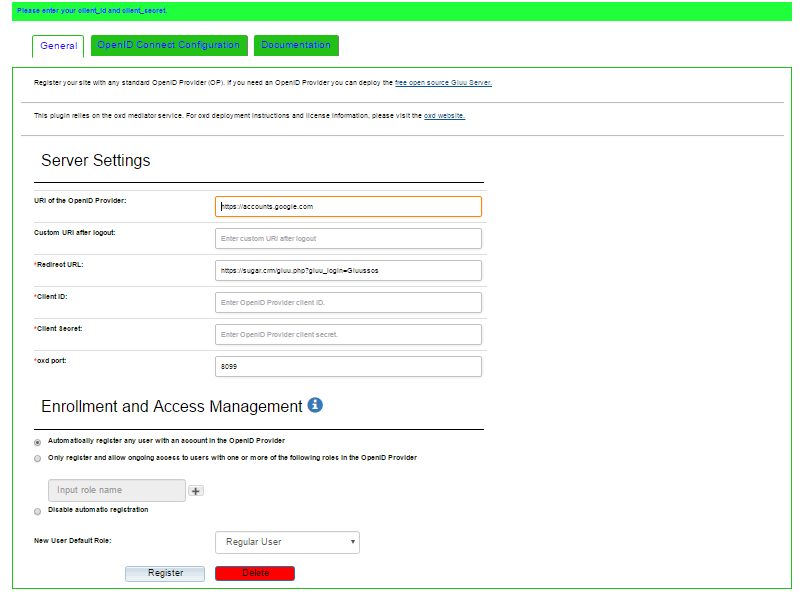 Please enter your client_id and client_secret.
General
OpenID Connect Configuration
Documentation
Register your site with any standard OpenID Provider (OP). If you need an OpenID Provider you can deploy the free open source Gluu Server.
This plugin relies on the oxd mediator service. For oxd deployment instructions and license information, please visit the oxd website.
Server Settings
URI of the OpenID Provider:
https://accounts.google.com
Custom URI after logout:
Enter custom URI after logout
*Redirect URL:
https://sugar.crm/gluu.php?gluu_login=Gluussos
*Client ID:
Enter OpenID Provider client ID.
*Client Secret:
Enter OpenID Provider client secret.
*oxd port:
8099
Enrollment and Access Management
Automatically register any user with an account in the OpenID Provider
Only register and allow ongoing access to users with one or more of the following roles in the OpenID Provider
Input role name
Disable automatic registration
New User Default Role:
Regular User
Register
Delete